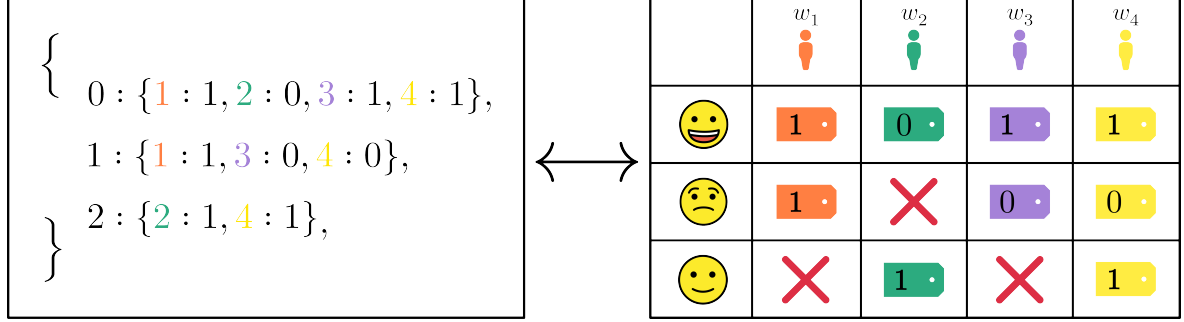 {
0 : {1 : 1, 2 : 0, 3 : 1, 4 : 1},
1 : {1 : 1, 3 : 0, 4 : 0},
2 : {2 : 1, 4 : 1},
}
w₁ w₂ w₃ w₄
1 0 1 1
1 0 0
1 1